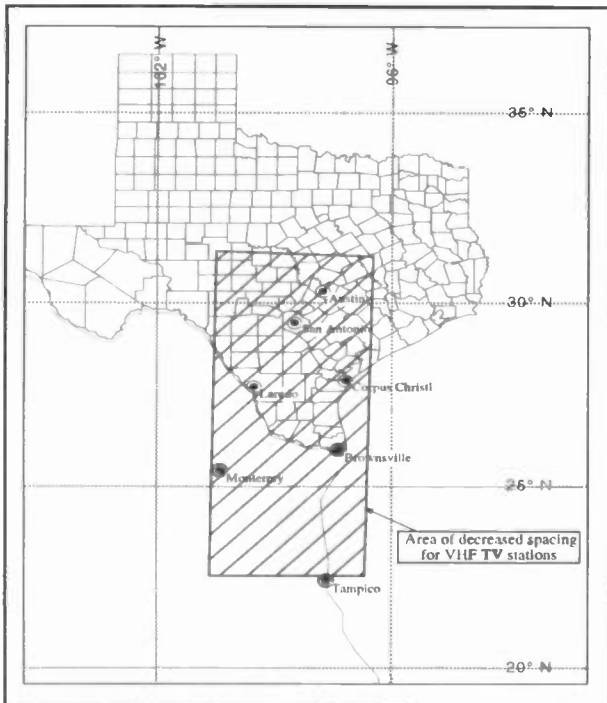 102° W
96° W
35° N
30° N
Austin
San Antonio
Corpus Christi
Laredo
Brownsville
Monterrey
25° N
Area of decreased spacing
for VHF TV stations
Tampico
20° N